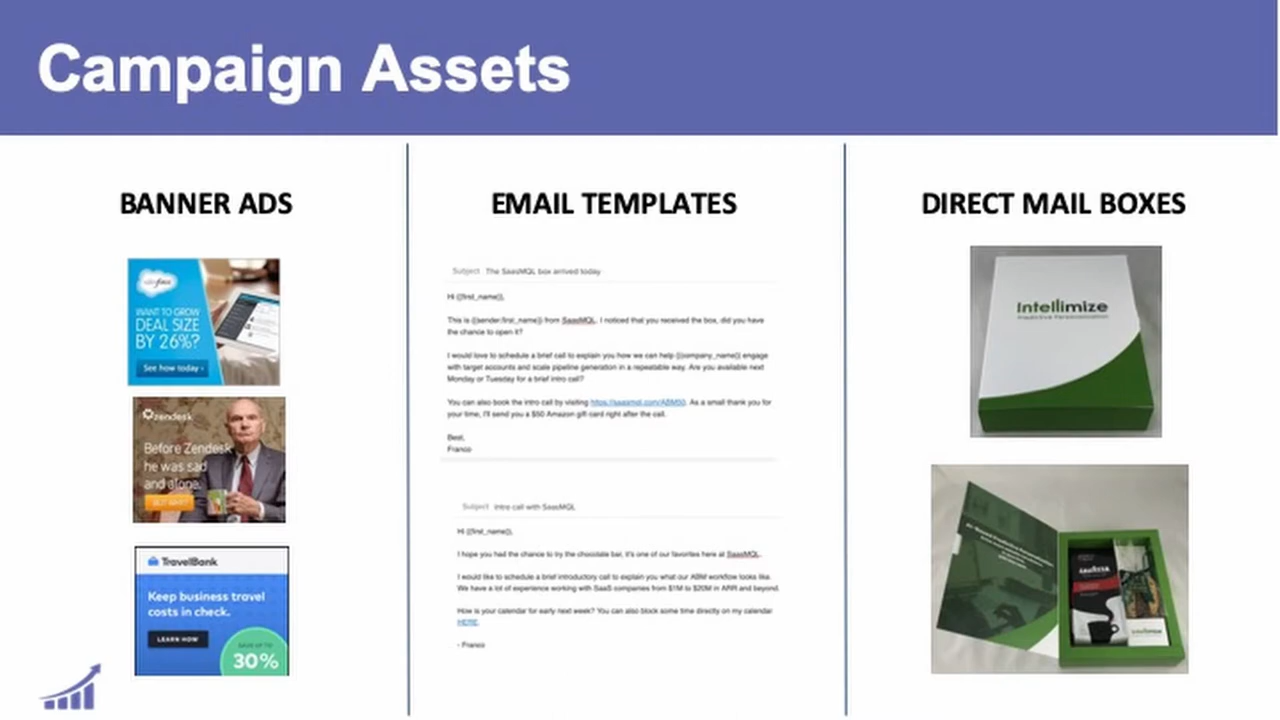 Campaign Assets
BANNER ADS
WANT TO GROW
DEAL SIZE
BY 26%?
See how today ›
zendesk
Before Zendesk
he was sad
and alone.
TravelBank
Keep business travel
costs in check.
LEARN HOW
SAVE UP TO
30%
EMAIL TEMPLATES
Subject The SaasMQL box arrived today
Hi {{first_name}},
This is {{sender.first_name}} from SaasMQL. I noticed that you received the box, did you have
the chance to open it?
I would love to schedule a brief call to explain you how we can help {{company_name}} engage
with target accounts and scale pipeline generation in a repeatable way. Are you available next
Monday or Tuesday for a brief intro call?
You can also book the intro call by visiting https://saasmql.com/ABM50. As a small thank you for
your time, I'll send you a $50 Amazon gift card right after the call.
Best,
Franco
Subject Intro call with SaasMQL
Hi {{first_name}},
I hope you had the chance to try the chocolate bar, it's one of our favorites here at SaasMQL.
I would like to schedule a brief introductory call to explain you what our ABM workflow looks like.
We have a lot of experience working with SaaS companies from $1M to $20M in ARR and beyond.
How is your calendar for early next week? You can also block some time directly on my calendar
HERE.
- Franco
DIRECT MAIL BOXES
Intellimize
Predictive Personalization
LAVAZZA